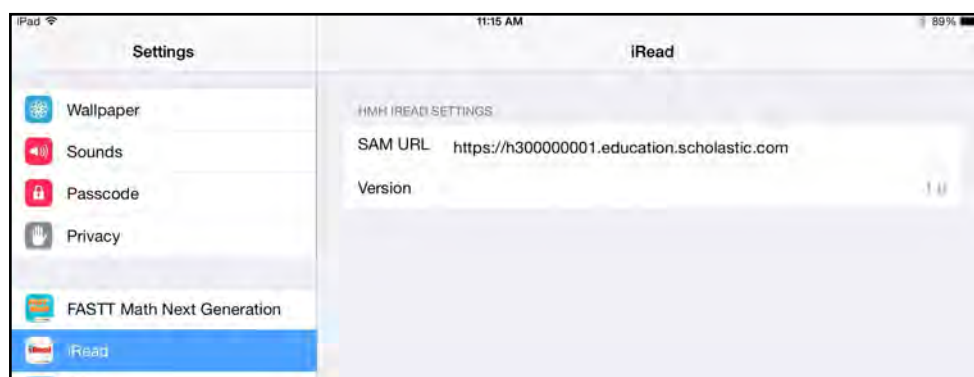 iPad 11:15 AM 89%
Settings iRead
Wallpaper
Sounds
Passcode
Privacy
FASTT Math Next Generation
iRead
HMH IREAD SETTINGS
SAM URL https://h300000001.education.scholastic.com
Version